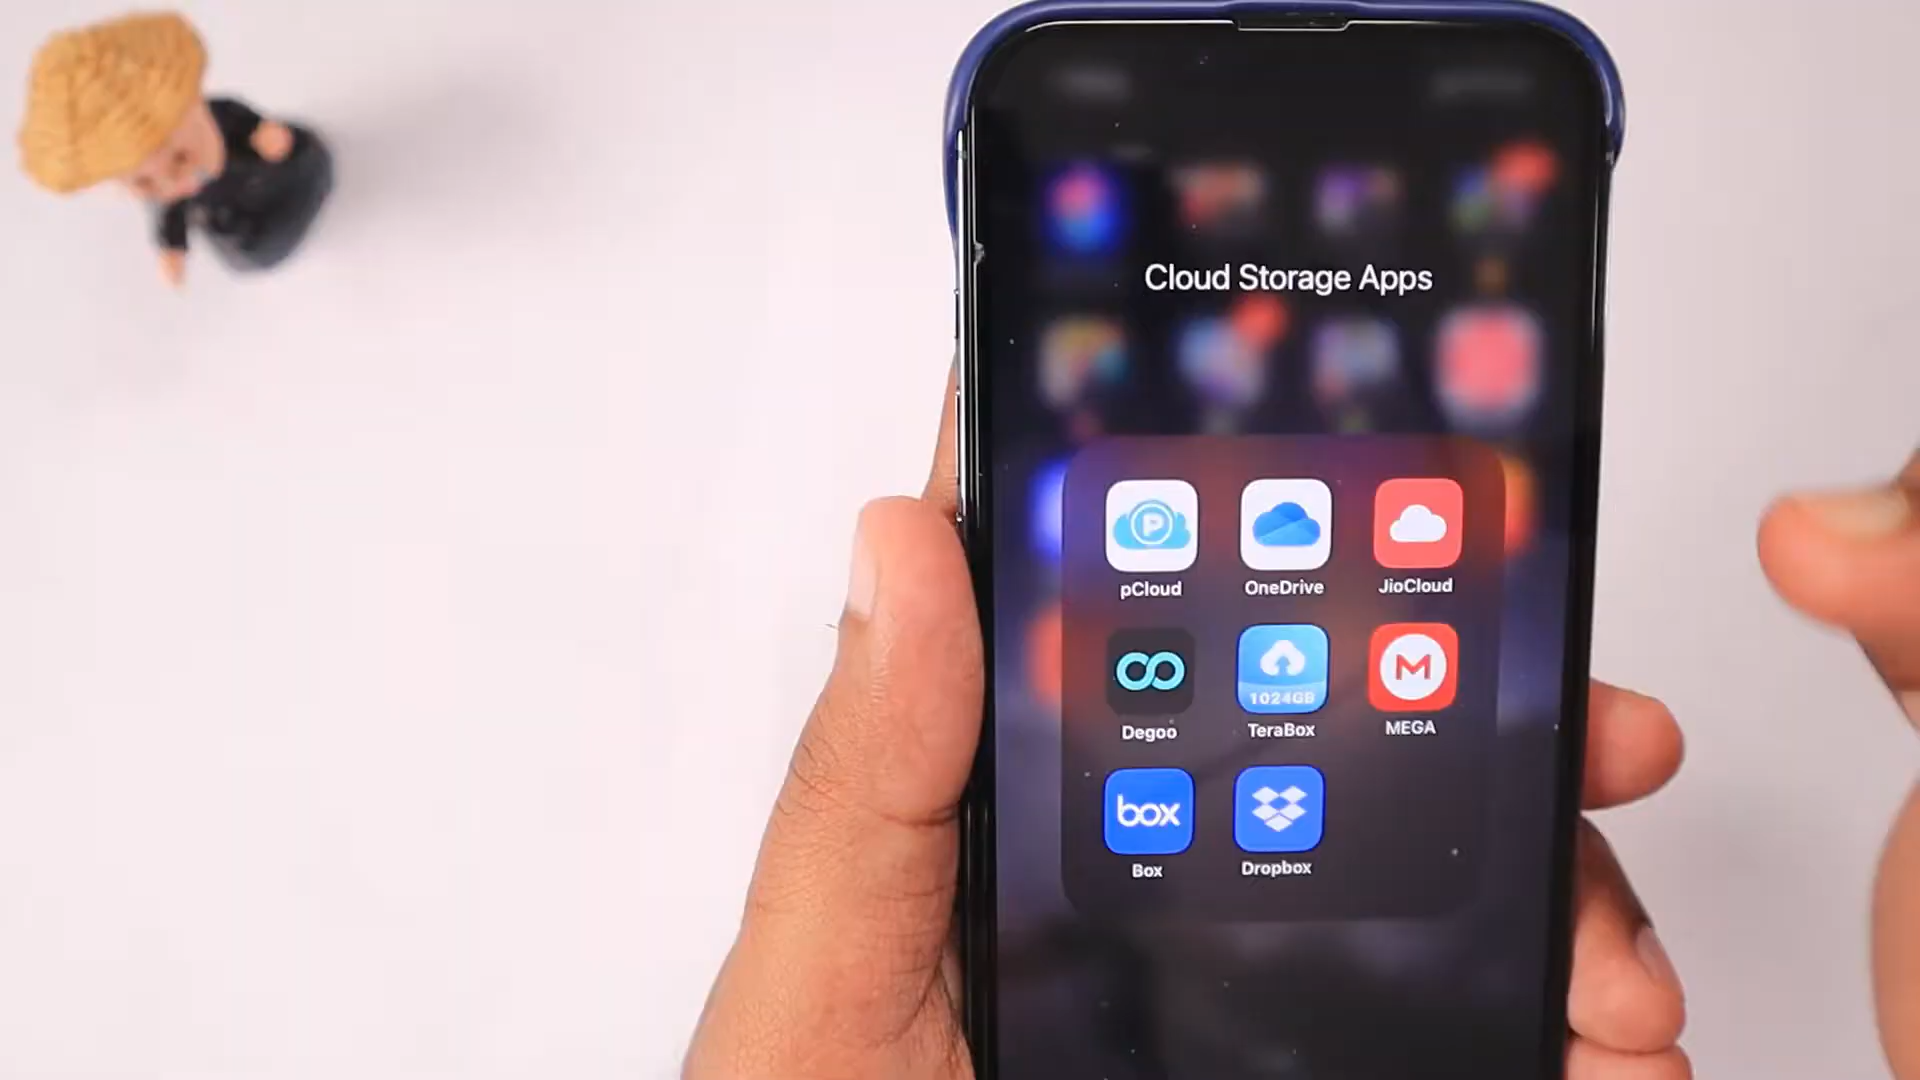 Cloud Storage Apps
P
pCloud
OneDrive
JioCloud
Degoo
1024GB
TeraBox
M
MEGA
box
Box
Dropbox